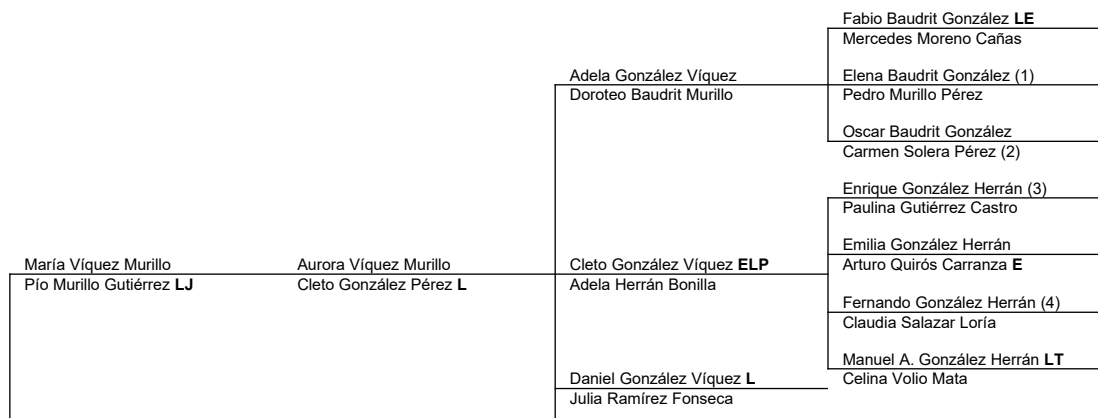 Fabio Baudrit González LE
Mercedes Moreno Cañas
Adela González Víquez
Doroteo Baudrit Murillo
Elena Baudrit González (1)
Pedro Murillo Pérez
Oscar Baudrit González
Carmen Solera Pérez (2)
Enrique González Herrán (3)
Paulina Gutiérrez Castro
María Víquez Murillo
Pío Murillo Gutiérrez LJ
Aurora Víquez Murillo
Cleto González Pérez L
Cleto González Víquez ELP
Adela Herrán Bonilla
Emilia González Herrán
Arturo Quirós Carranza E
Fernando González Herrán (4)
Claudia Salazar Loría
Manuel A. González Herrán LT
Celina Volio Mata
Daniel González Víquez L
Julia Ramírez Fonseca